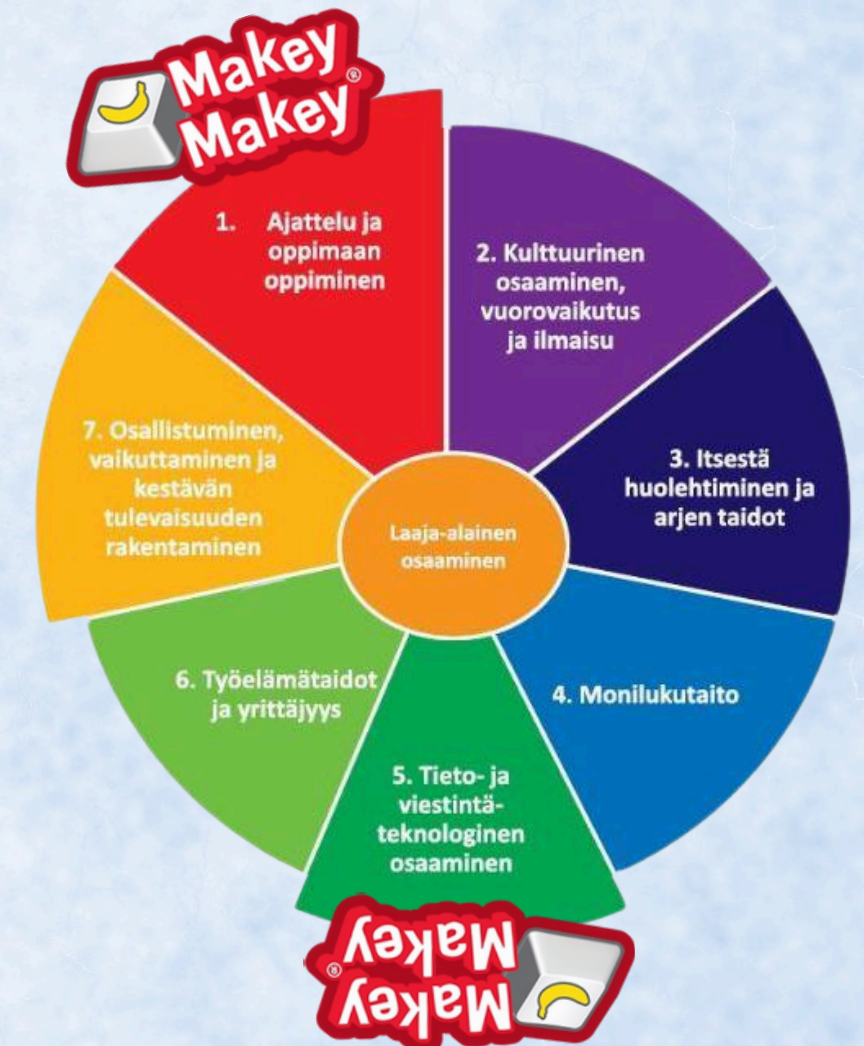 Makey
Makey®
1. Ajattelu ja
oppimaan
oppiminen
2. Kulttuurinen
osaaminen,
vuorovaikutus
ja ilmaisu
3. Itsestä
huolehtiminen ja
arjen taidot
4. Monilukutaito
5. Tieto- ja
viestintä-
teknologinen
osaaminen
6. Työelämätaidot
ja yrittäjyys
7. Osallistuminen,
vaikuttaminen ja
kestävän
tulevaisuuden
rakentaminen
Laaja-alainen
osaaminen
Makey
Makey®